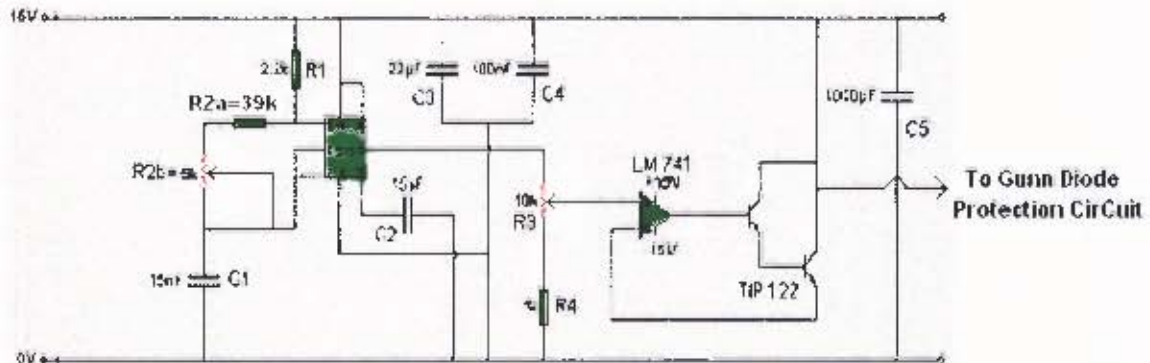 15V
2.2k R1
R2a=39k
R2b=5k
15nF C1
C2
22µF
C3
100nF
C4
10k
R3
R4
LM 741
TIP 122
1000µF
C5
To Gunn Diode
Protection CirCuit
0V